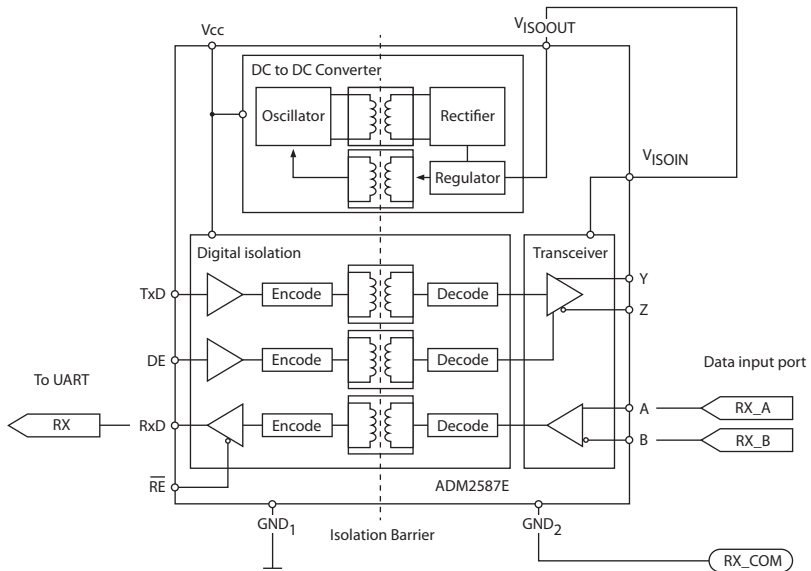 Vcc
VISOOUT
DC to DC Converter
Oscillator
Rectifier
Regulator
VISOIN
Digital isolation
Transceiver
TxD
Encode
Decode
Y
Z
DE
Encode
Decode
To UART
Data input port
RX
RxD
Encode
Decode
A
RX_A
B
RX_B
RE
ADM2587E
GND1
Isolation Barrier
GND2
RX_COM